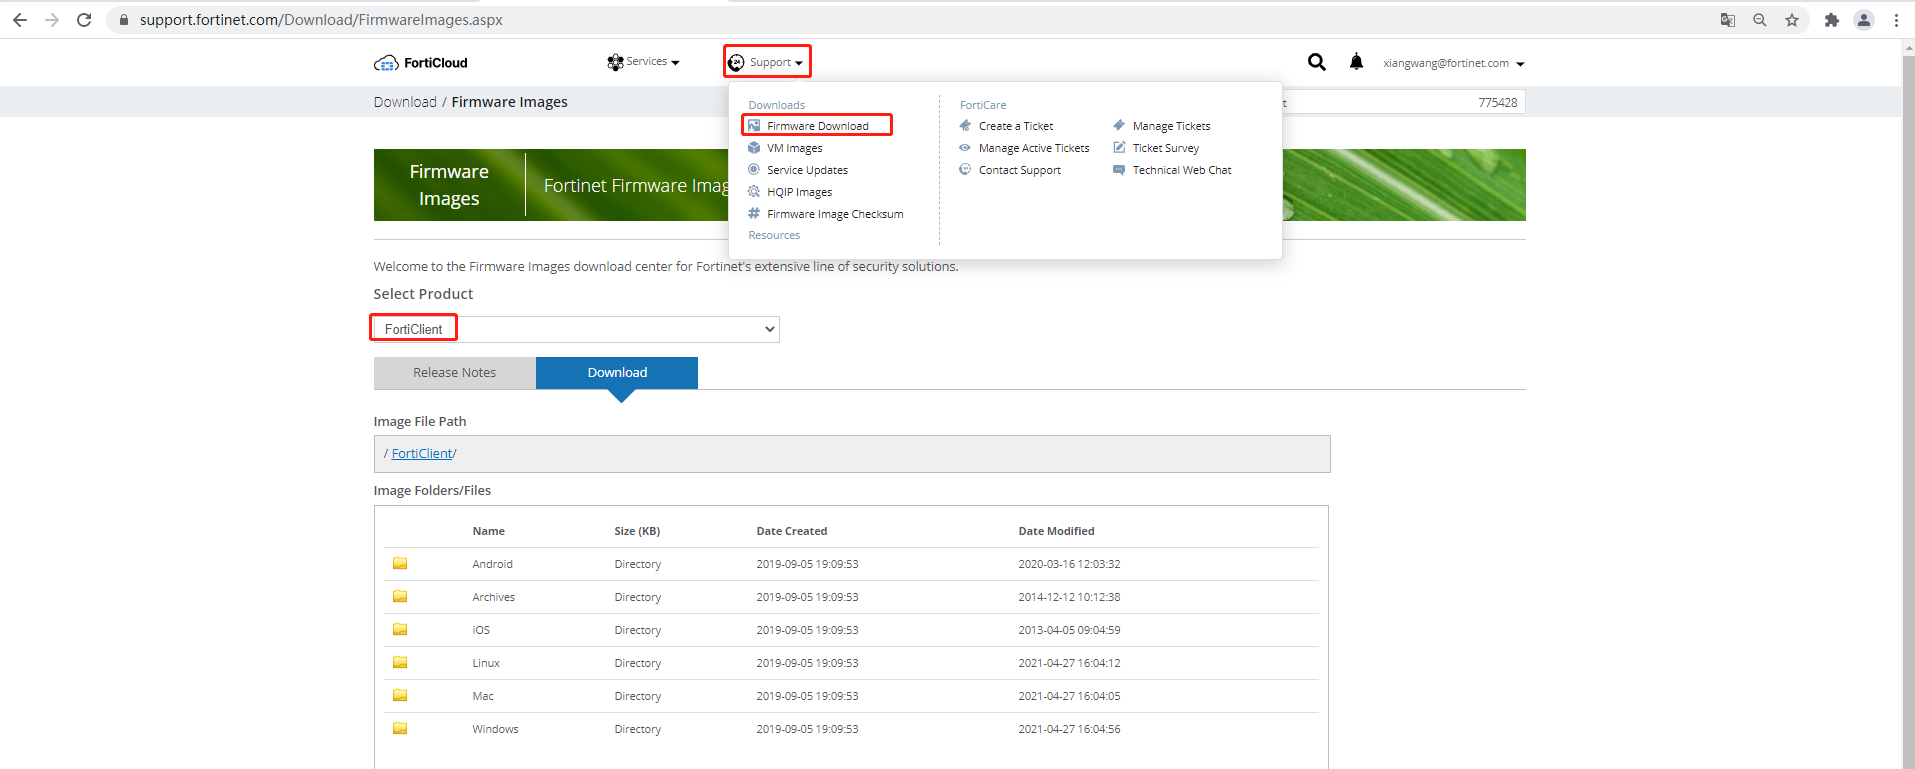 support.fortinet.com/Download/FirmwareImages.aspx
FortiCloud
Services
24 Support
xiangwang@fortinet.com
Download / Firmware Images
775428
Downloads
Firmware Download
VM Images
Service Updates
HQIP Images
# Firmware Image Checksum
Resources
FortiCare
Create a Ticket
Manage Tickets
Manage Active Tickets
Ticket Survey
Contact Support
Technical Web Chat
Firmware
Images
Fortinet Firmware
Welcome to the Firmware Images download center for Fortinet's extensive line of security solutions.
Select Product
FortiClient
Release Notes
Download
Image File Path
/ FortiClient/
Image Folders/Files
Name Size (KB) Date Created Date Modified
Android Directory 2019-09-05 19:09:53 2020-03-16 12:03:32
Archives Directory 2019-09-05 19:09:53 2014-12-12 10:12:38
iOS Directory 2019-09-05 19:09:53 2013-04-05 09:04:59
Linux Directory 2019-09-05 19:09:53 2021-04-27 16:04:12
Mac Directory 2019-09-05 19:09:53 2021-04-27 16:04:05
Windows Directory 2019-09-05 19:09:53 2021-04-27 16:04:56